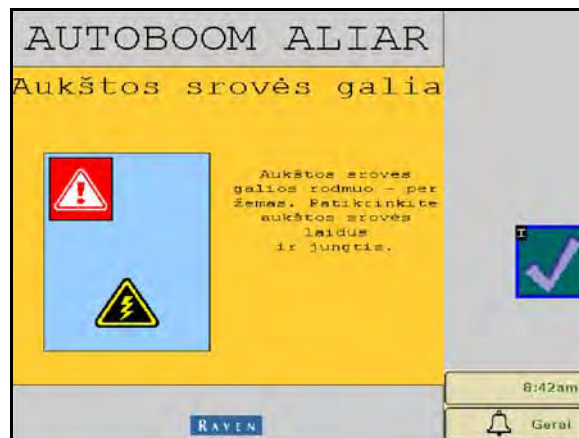 AUTOBOOM ALIAR
Aukštos srovės galia
Aukštos srovės
galios rodmuo – per
žemas. Patikrinkite
aukštos srovės
laidus
ir jungtis.
I
8:42am
RAVEN
Gerai